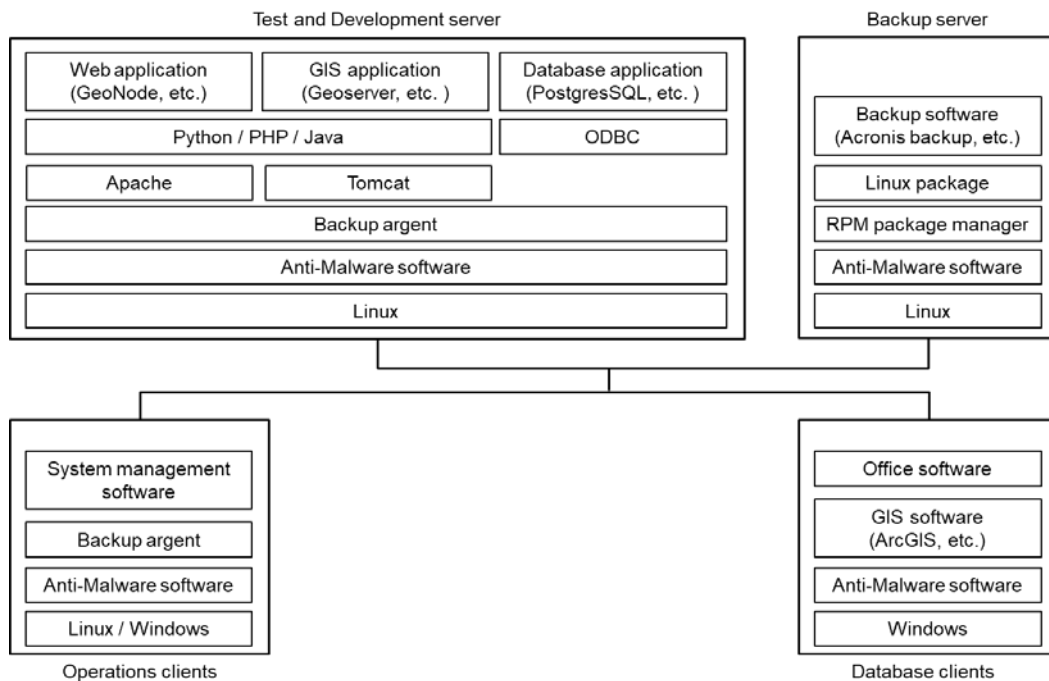 Test and Development server
Web application
(GeoNode, etc.)
GIS application
(Geoserver, etc. )
Database application
(PostgresSQL, etc. )
Python / PHP / Java
ODBC
Apache
Tomcat
Backup argent
Anti-Malware software
Linux
Backup server
Backup software
(Acronis backup, etc.)
Linux package
RPM package manager
Anti-Malware software
Linux
System management
software
Backup argent
Anti-Malware software
Linux / Windows
Operations clients
Office software
GIS software
(ArcGIS, etc.)
Anti-Malware software
Windows
Database clients